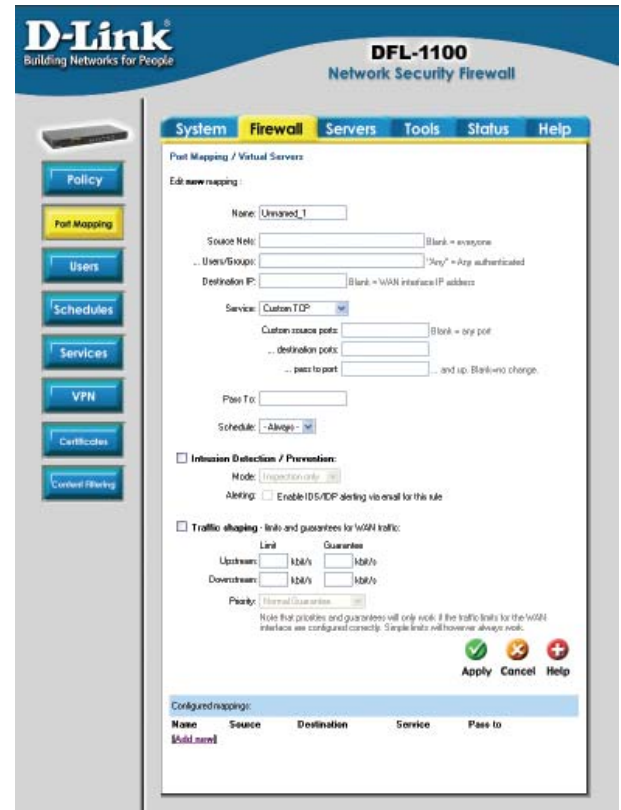 D-Link
Building Networks for People
DFL-1100
Network Security Firewall
System Firewall Servers Tools Status Help
Policy
Port Mapping
Users
Schedules
Services
VPN
Certificates
Content Filtering
Port Mapping / Virtual Servers
Edit new mapping :
Name: Unnamed_1
Source Nets: Blank = everyone
... Users/Groups: "Any" = Any authenticated
Destination IP: Blank = WAN interface IP address
Service: Custom TCP
Custom source ports: Blank = any port
... destination ports:
... pass to port: ... and up. Blank=no change.
Pass To:
Schedule: - Always -
Intrusion Detection / Prevention:
Mode: Inspection only
Alerting: Enable IDS/IDP alerting via email for this rule
Traffic shaping - limits and guarantees for WAN traffic:
Limit Guarantee
Upstream: kbit/s kbit/s
Downstream: kbit/s kbit/s
Priority: Normal Guarantee
Note that priorities and guarantees will only work if the traffic limits for the WAN
interface are configured correctly. Simple limits will however always work.
Apply Cancel Help
Configured mappings:
Name Source Destination Service Pass to
[Add new]